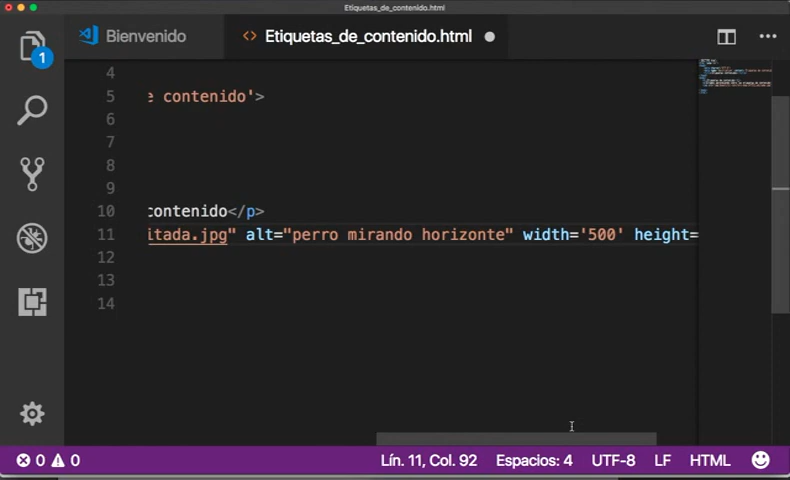 Etiquetas_de_contenido.html
Bienvenido
<> Etiquetas_de_contenido.html
1
4
5 e contenido'>
6
7
8
9
10 contenido</p>
11 itada.jpg" alt="perro mirando horizonte" width='500' height=
12
13
14
0 0 Lín. 11, Col. 92 Espacios: 4 UTF-8 LF HTML